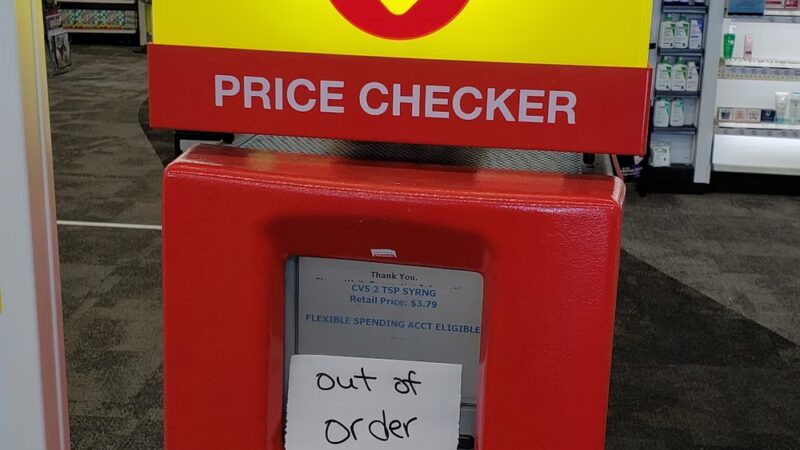 PRICE CHECKER
Thank You.
CVS 2 TSP SYRNG
Retail Price: $3.79
FLEXIBLE SPENDING ACCT ELIGIBLE
out of
order